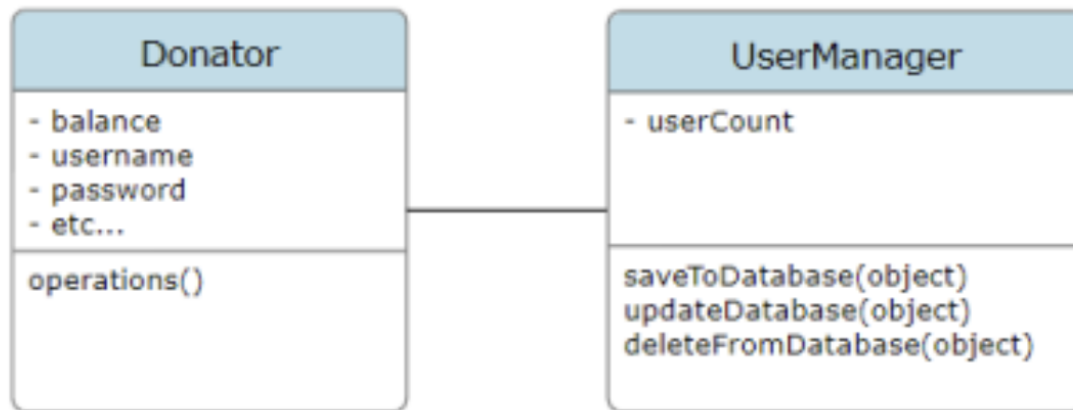 Donator
- balance
- username
- password
- etc...
operations()
UserManager
- userCount
saveToDatabase(object)
updateDatabase(object)
deleteFromDatabase(object)